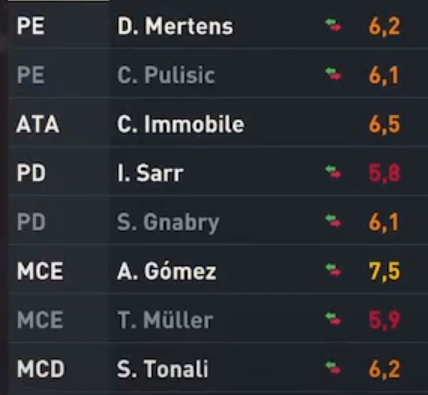 PE D. Mertens 6,2
PE C. Pulisic 6,1
ATA C. Immobile 6,5
PD I. Sarr 5,8
PD S. Gnabry 6,1
MCE A. Gómez 7,5
MCE T. Müller 5,9
MCD S. Tonali 6,2